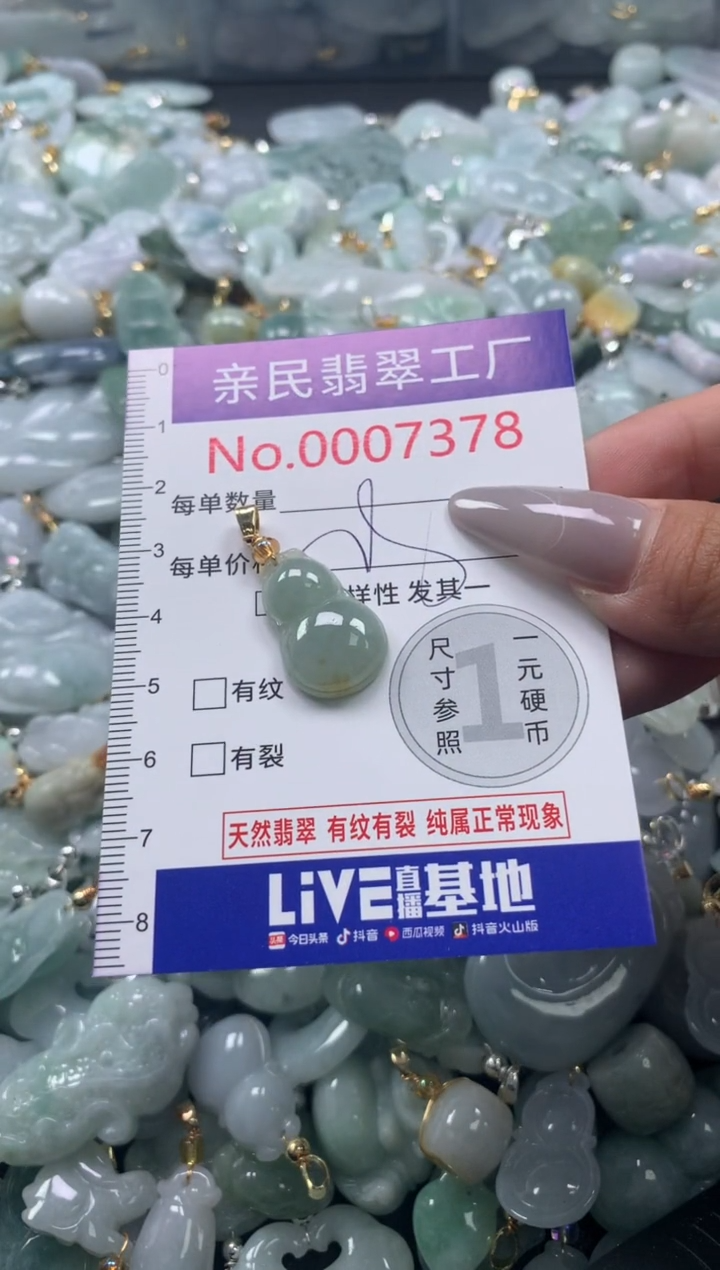 亲民翡翠工厂
No.0007378
0
1
2
3
4
5
6
7
8
每单数量
每单价
样性 发其一
有纹
有裂
尺寸参照
1
一元硬币
天然翡翠 有纹有裂 纯属正常现象
LiVE直播基地
头条 今日头条 抖音 西瓜视频 抖音火山版